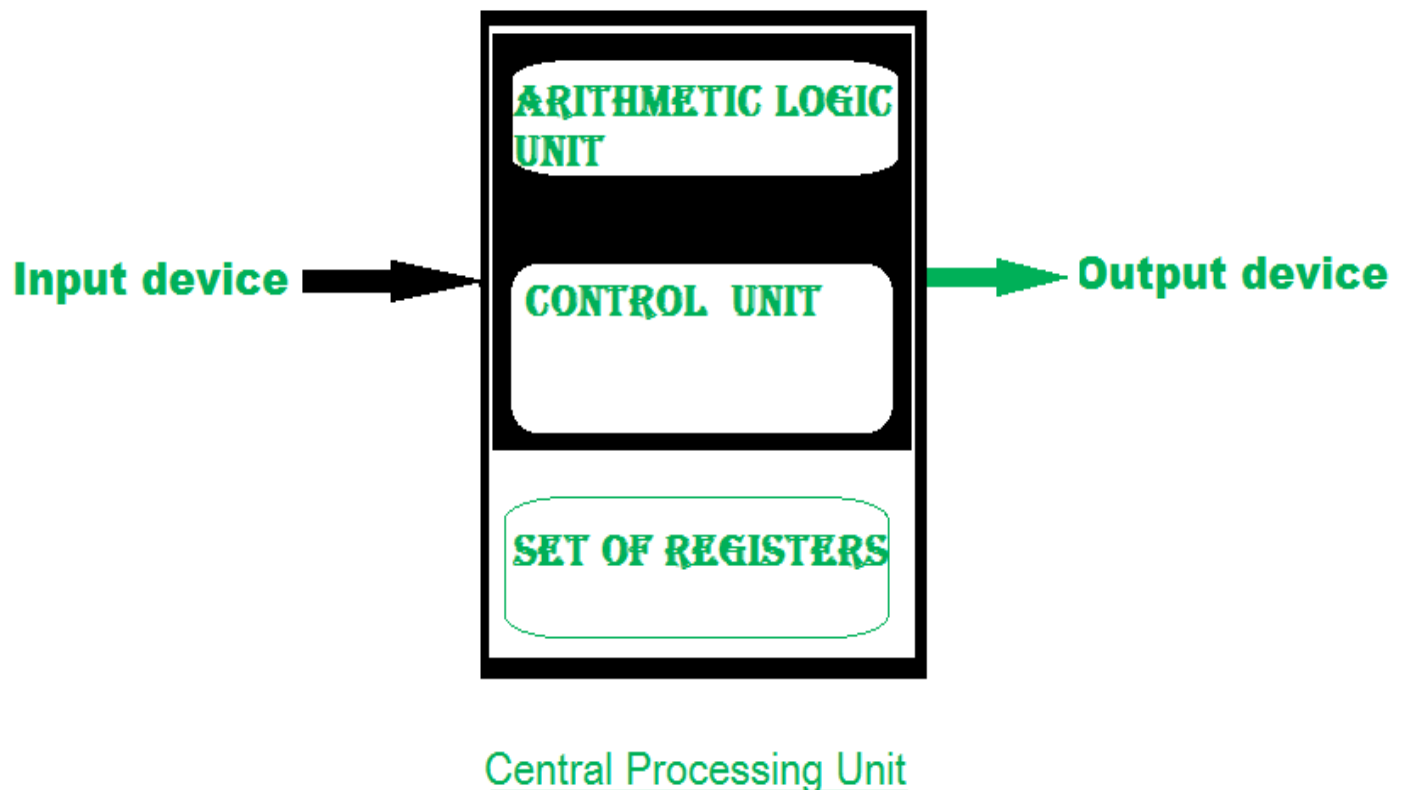 ARITHMETIC LOGIC
UNIT
Input device
Output device
CONTROL UNIT
SET OF REGISTERS
Central Processing Unit